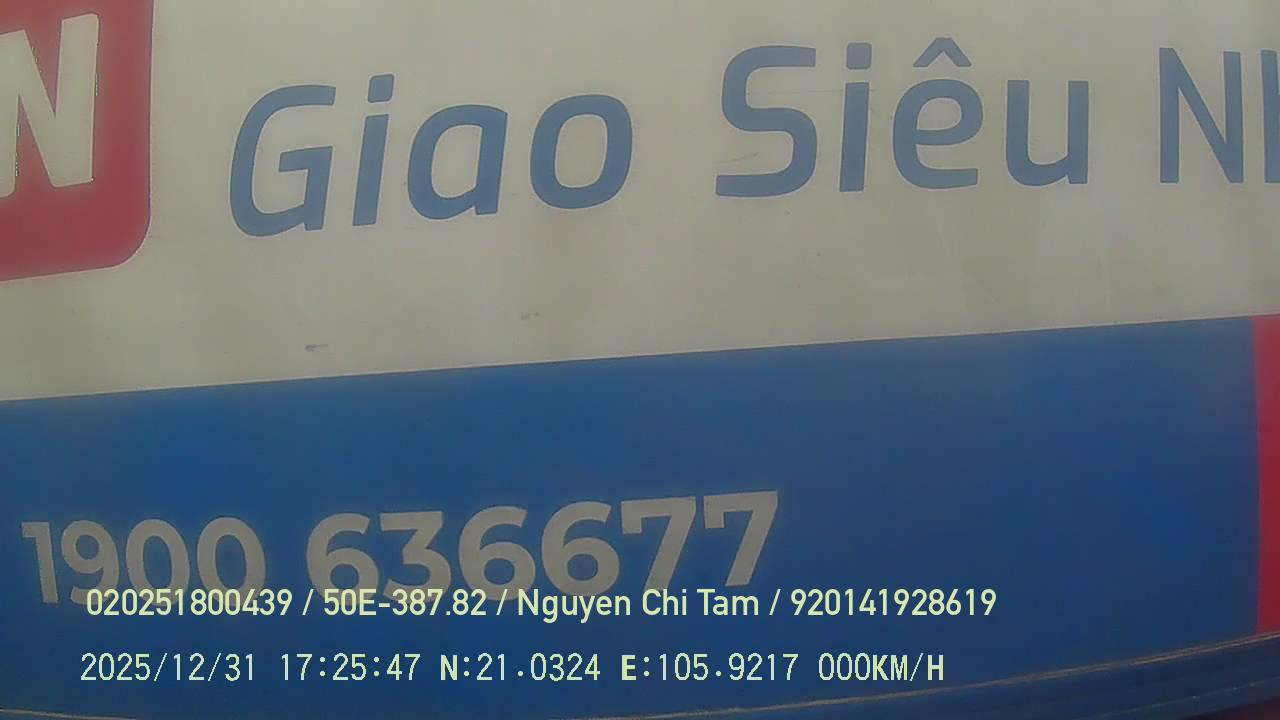 N Giao Siêu
1900 636677
020251800439 / 50E-387.82 / Nguyen Chi Tam / 920141928619
2025/12/31 17:25:47 N:21.0324 E:105.9217 000KM/H